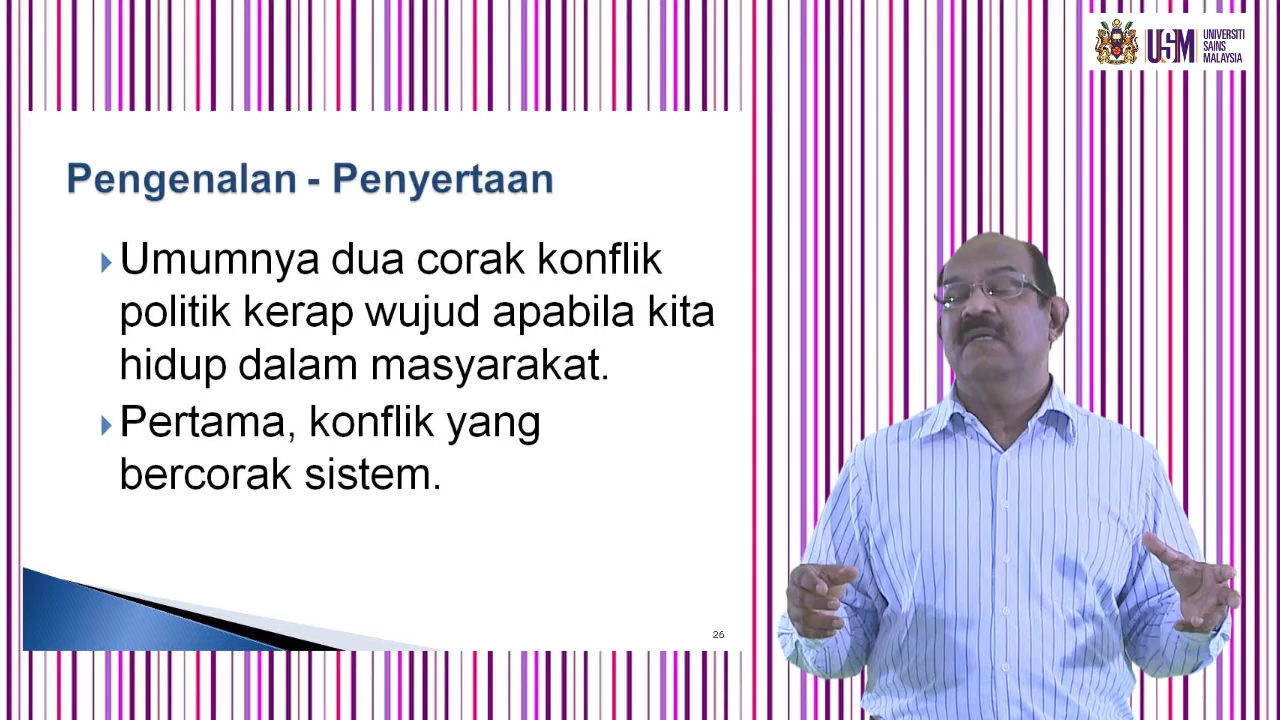 USM
UNIVERSITI
SAINS
MALAYSIA
Pengenalan - Penyertaan
Umumnya dua corak konflik
politik kerap wujud apabila kita
hidup dalam masyarakat.
Pertama, konflik yang
bercorak sistem.
26